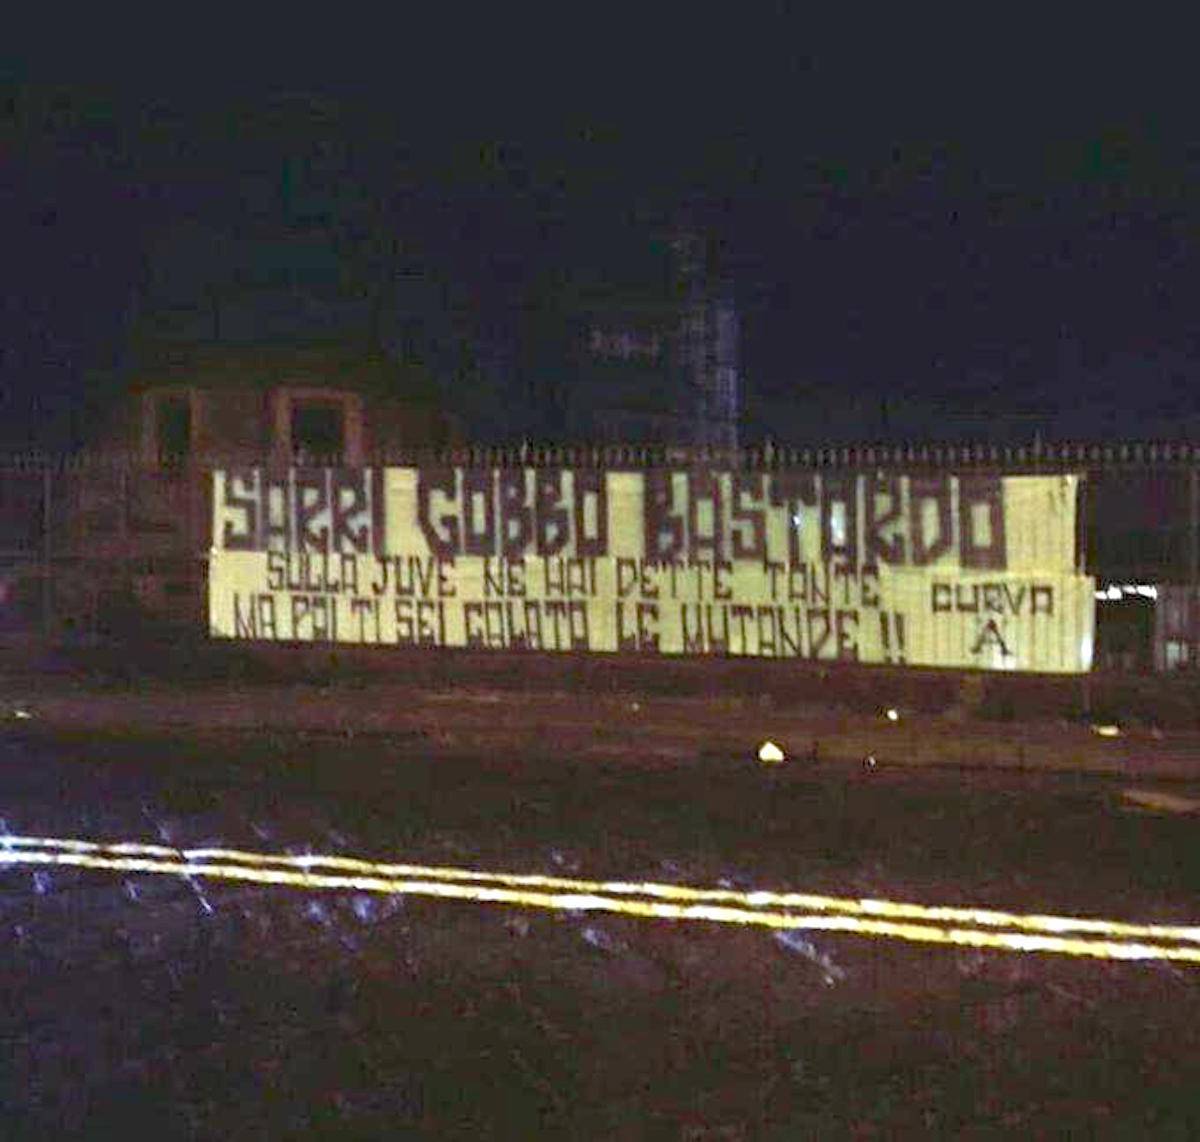 SARRI GOBBO BASTARDO
SULLA JUVE NE HAI DETTE TANTE
MA POI TI SEI CALATO LE MUTANDE !!
CURVA
A